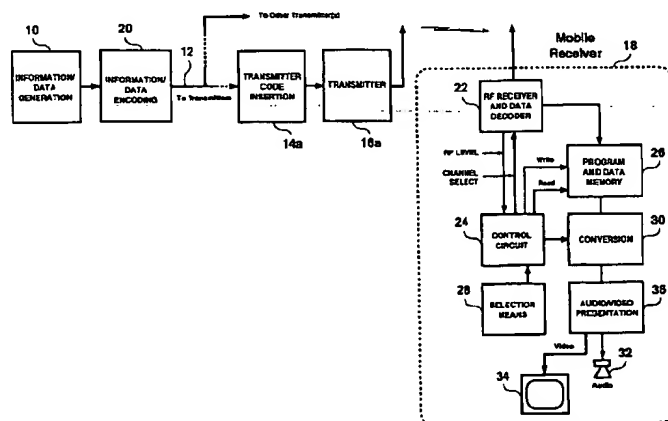 10
INFORMATION/
DATA
GENERATION
20
INFORMATION/
DATA
ENCODING
12
To Other Transmitter(s)
To Transmitters
TRANSMITTER
CODE
INSERTION
14a
TRANSMITTER
16a
Mobile
Receiver
18
22
RF RECEIVER
AND DATA
DECODER
RF LEVEL
CHANNEL
SELECT
Write
Read
26
PROGRAM
AND DATA
MEMORY
24
CONTROL
CIRCUIT
30
CONVERSION
28
SELECTION
MEANS
36
AUDIO/VIDEO
PRESENTATION
Video
34
32
Audio